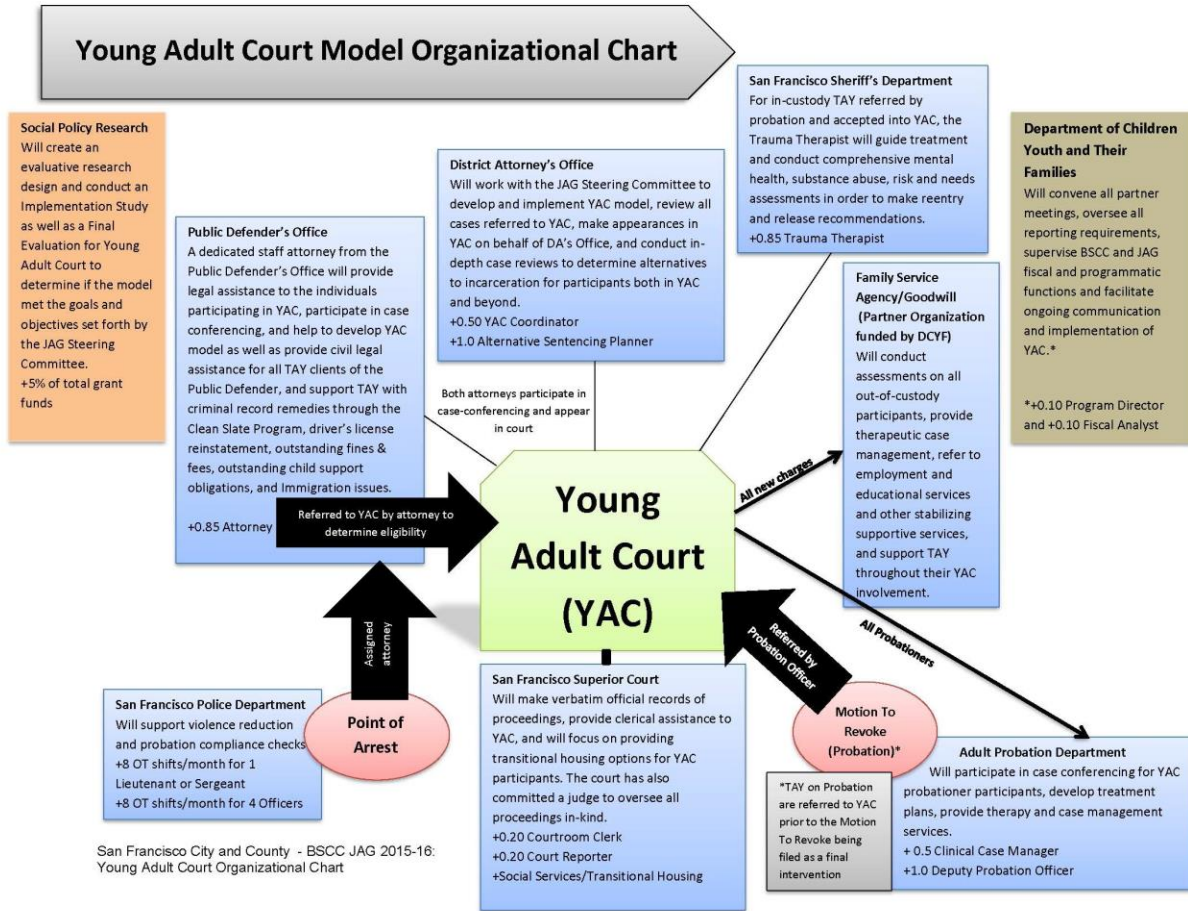 Young Adult Court Model Organizational Chart
Social Policy Research
Will create an
evaluative research
design and conduct an
Implementation Study
as well as a Final
Evaluation for Young
Adult Court to
determine if the model
met the goals and
objectives set forth by
the JAG Steering
Committee.
+5% of total grant
funds
Public Defender's Office
A dedicated staff attorney from the
Public Defender's Office will provide
legal assistance to the individuals
participating in YAC, participate in case
conferencing, and help to develop YAC
model as well as provide civil legal
assistance for all TAY clients of the
Public Defender, and support TAY with
criminal record remedies through the
Clean Slate Program, driver's license
reinstatement, outstanding fines &
fees, outstanding child support
obligations, and Immigration issues.
+0.85 Attorney
District Attorney's Office
Will work with the JAG Steering Committee to
develop and implement YAC model, review all
cases referred to YAC, make appearances in
YAC on behalf of DA's Office, and conduct in-
depth case reviews to determine alternatives
to incarceration for participants both in YAC
and beyond.
+0.50 YAC Coordinator
+1.0 Alternative Sentencing Planner
San Francisco Sheriff's Department
For in-custody TAY referred by
probation and accepted into YAC, the
Trauma Therapist will guide treatment
and conduct comprehensive mental
health, substance abuse, risk and needs
assessments in order to make reentry
and release recommendations.
+0.85 Trauma Therapist
Department of Children
Youth and Their
Families
Will convene all partner
meetings, oversee all
reporting requirements,
supervise BSCC and JAG
fiscal and programmatic
functions and facilitate
ongoing communication
and implementation of
YAC.*
*+0.10 Program Director
and +0.10 Fiscal Analyst
Family Service
Agency/Goodwill
(Partner Organization
funded by DCYF)
Will conduct
assessments on all
out-of-custody
participants, provide
therapeutic case
management, refer to
employment and
educational services
and other stabilizing
supportive services,
and support TAY
throughout their YAC
involvement.
Both attorneys participate in
case-conferencing and appear
in court
Referred to YAC by attorney to
determine eligibility
Young
Adult Court
(YAC)
All new charges
All Probationers
Assigned
attorney
Referred by
Probation Officer
San Francisco Police Department
Will support violence reduction
and probation compliance checks
+8 OT shifts/month for 1
Lieutenant or Sergeant
+8 OT shifts/month for 4 Officers
Point of
Arrest
San Francisco Superior Court
Will make verbatim official records of
proceedings, provide clerical assistance to
YAC, and will focus on providing
transitional housing options for YAC
participants. The court has also
committed a judge to oversee all
proceedings in-kind.
+0.20 Courtroom Clerk
+0.20 Court Reporter
+Social Services/Transitional Housing
Motion To
Revoke
(Probation)*
*TAY on Probation
are referred to YAC
prior to the Motion
To Revoke being
filed as a final
intervention
Adult Probation Department
Will participate in case conferencing for YAC
probationer participants, develop treatment
plans, provide therapy and case management
services.
+ 0.5 Clinical Case Manager
+1.0 Deputy Probation Officer
San Francisco City and County - BSCC JAG 2015-16:
Young Adult Court Organizational Chart